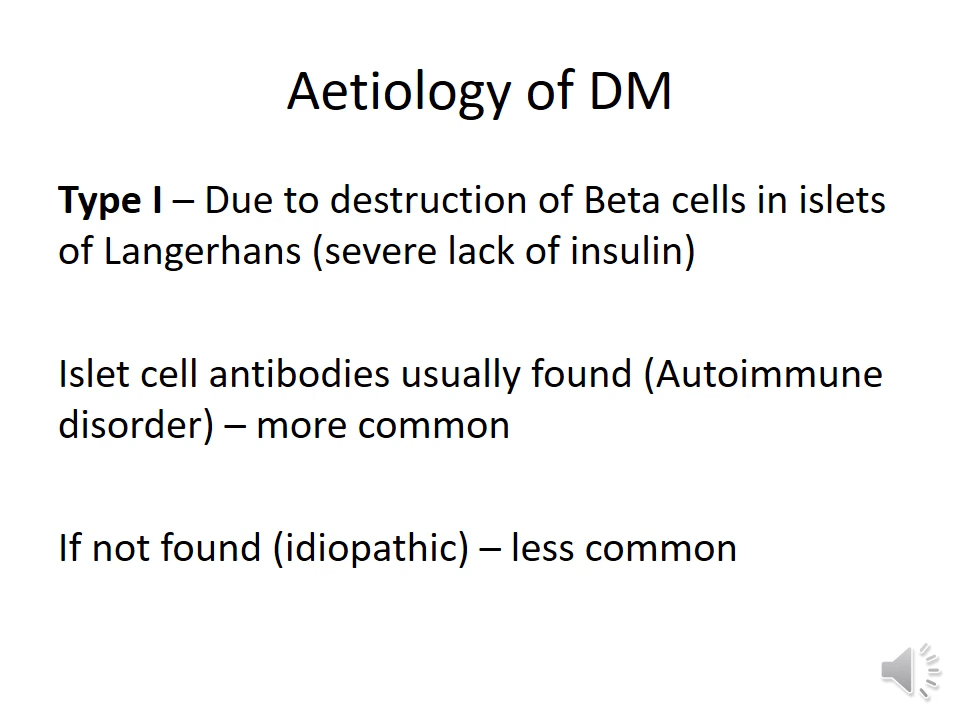 Aetiology of DM
Type I – Due to destruction of Beta cells in islets
of Langerhans (severe lack of insulin)
Islet cell antibodies usually found (Autoimmune
disorder) – more common
If not found (idiopathic) – less common